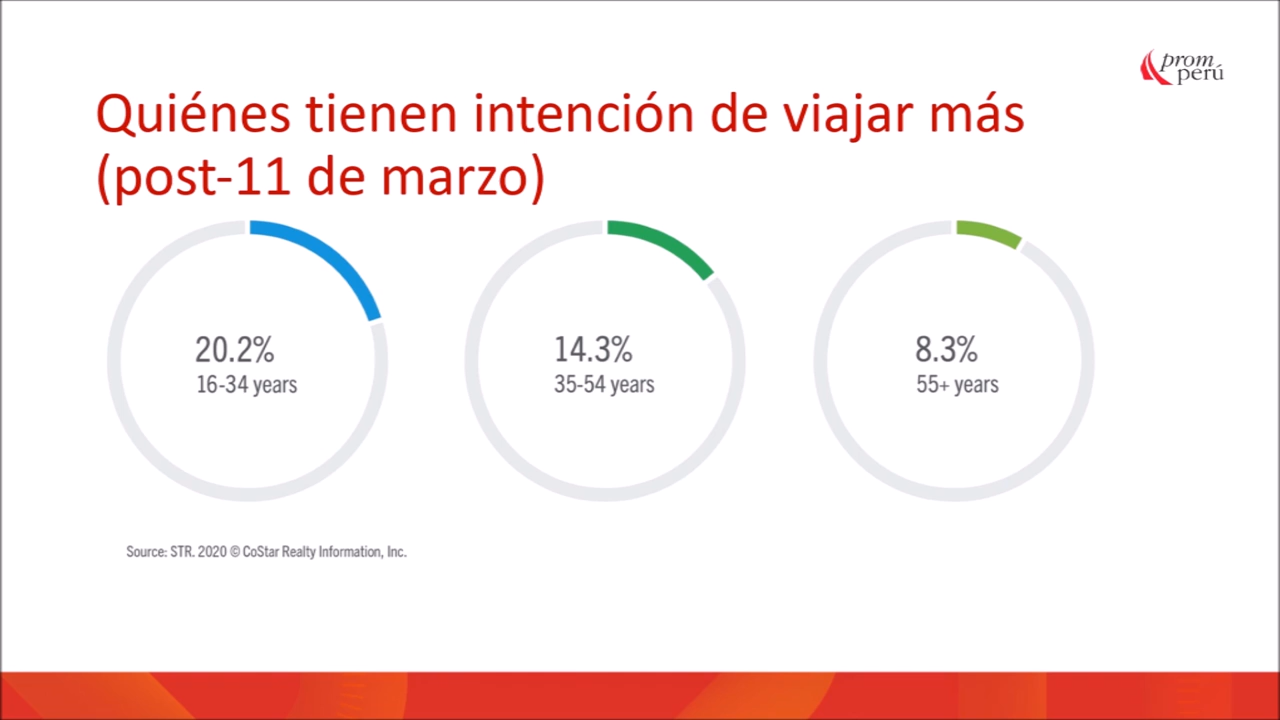 prom
perú
Quiénes tienen intención de viajar más
(post-11 de marzo)
20.2%
16-34 years
14.3%
35-54 years
8.3%
55+ years
Source: STR. 2020 © CoStar Realty Information, Inc.